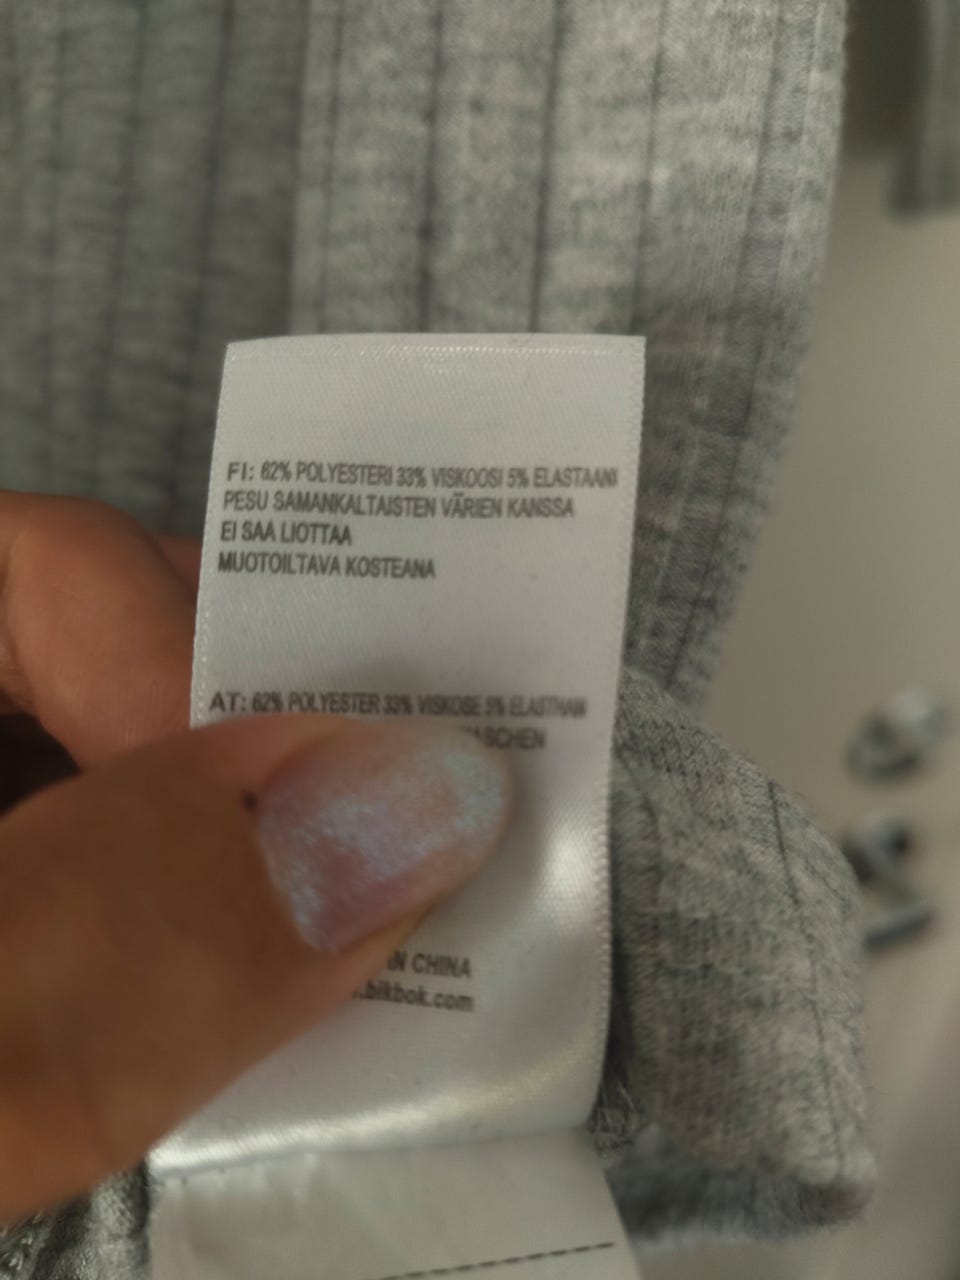 FI: 62% POLYESTERI 33% VISKOOSI 5% ELASTAANI
PESU SAMANKALTAISTEN VÄRIEN KANSSA
EI SAA LIOTTAA
MUOTOILTAVA KOSTEANA
AT: 62% POLYESTER 33% VISKOSE 5% ELASTHAN
WASCHEN
IN CHINA
.bikbok.com